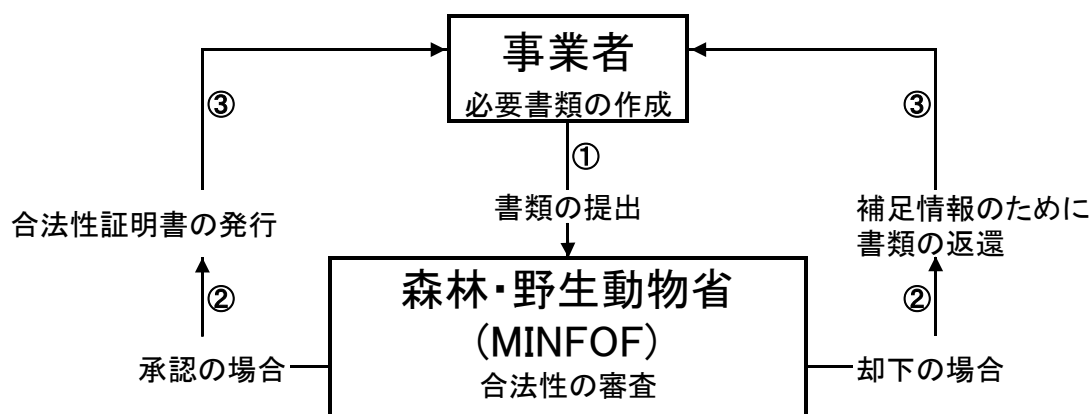 事業者
必要書類の作成
③
③
①
合法性証明書の発行
書類の提出
補足情報のために
書類の返還
②
②
森林・野生動物省
(MINFOF)
合法性の審査
承認の場合
却下の場合